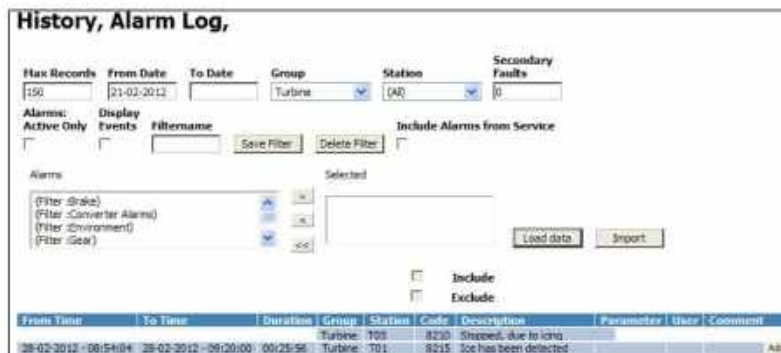 History, Alarm Log,
Max Records From Date To Date Group Station Secondary Faults
150 21-02-2012 Turbine (All) 0
Alarms: Active Only Display Events Filtername Include Alarms from Service
Save Filter Delete Filter
Alarms Selected
(Filter :Brake)
(Filter :Converter Alarms)
(Filter :Environment)
(Filter :Gear)
<<
Load data Import
Include
Exclude
From Time To Time Duration Group Station Code Description Parameter User Comment
Turbine T05 8210 Stopped, due to icing
28-02-2012 - 08:54:04 28-02-2012 - 09:20:00 00:25:56 Turbine T01 8215 Ice has been detected